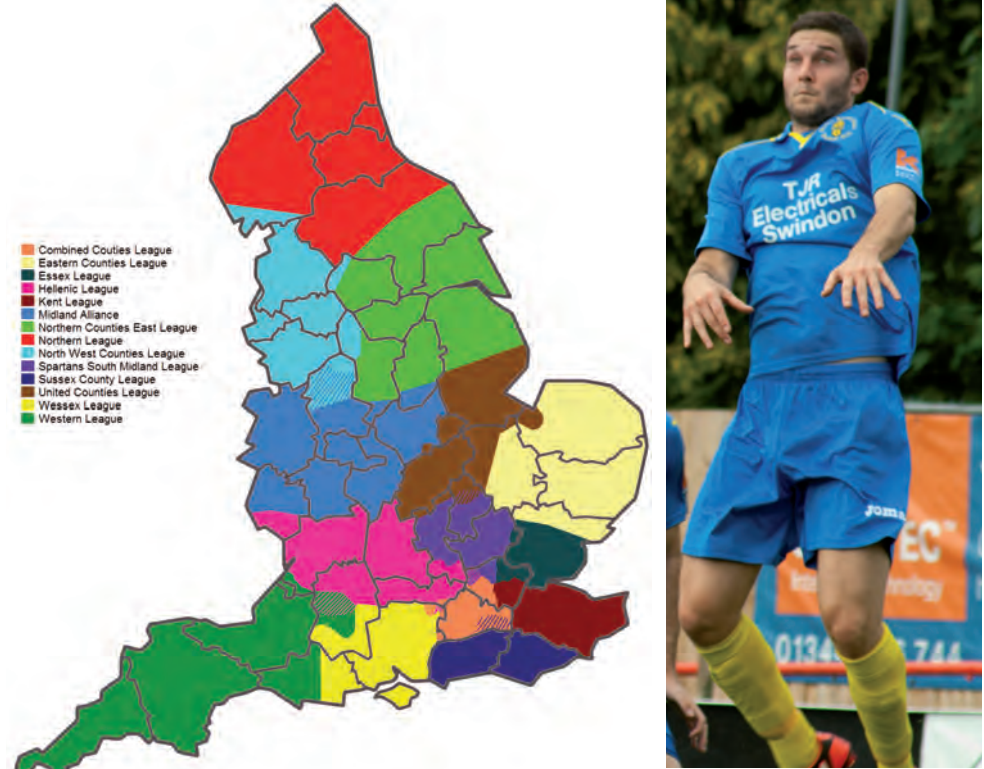 Combined Couties League
Eastern Counties League
Essex League
Hellenic League
Kent League
Midland Alliance
Northern Counties East League
Northern League
North West Counties League
Spartans South Midland League
Sussex County League
United Counties League
Wessex League
Western League
TJR
Electricals
Swindon
Joma
EC™
0134
744